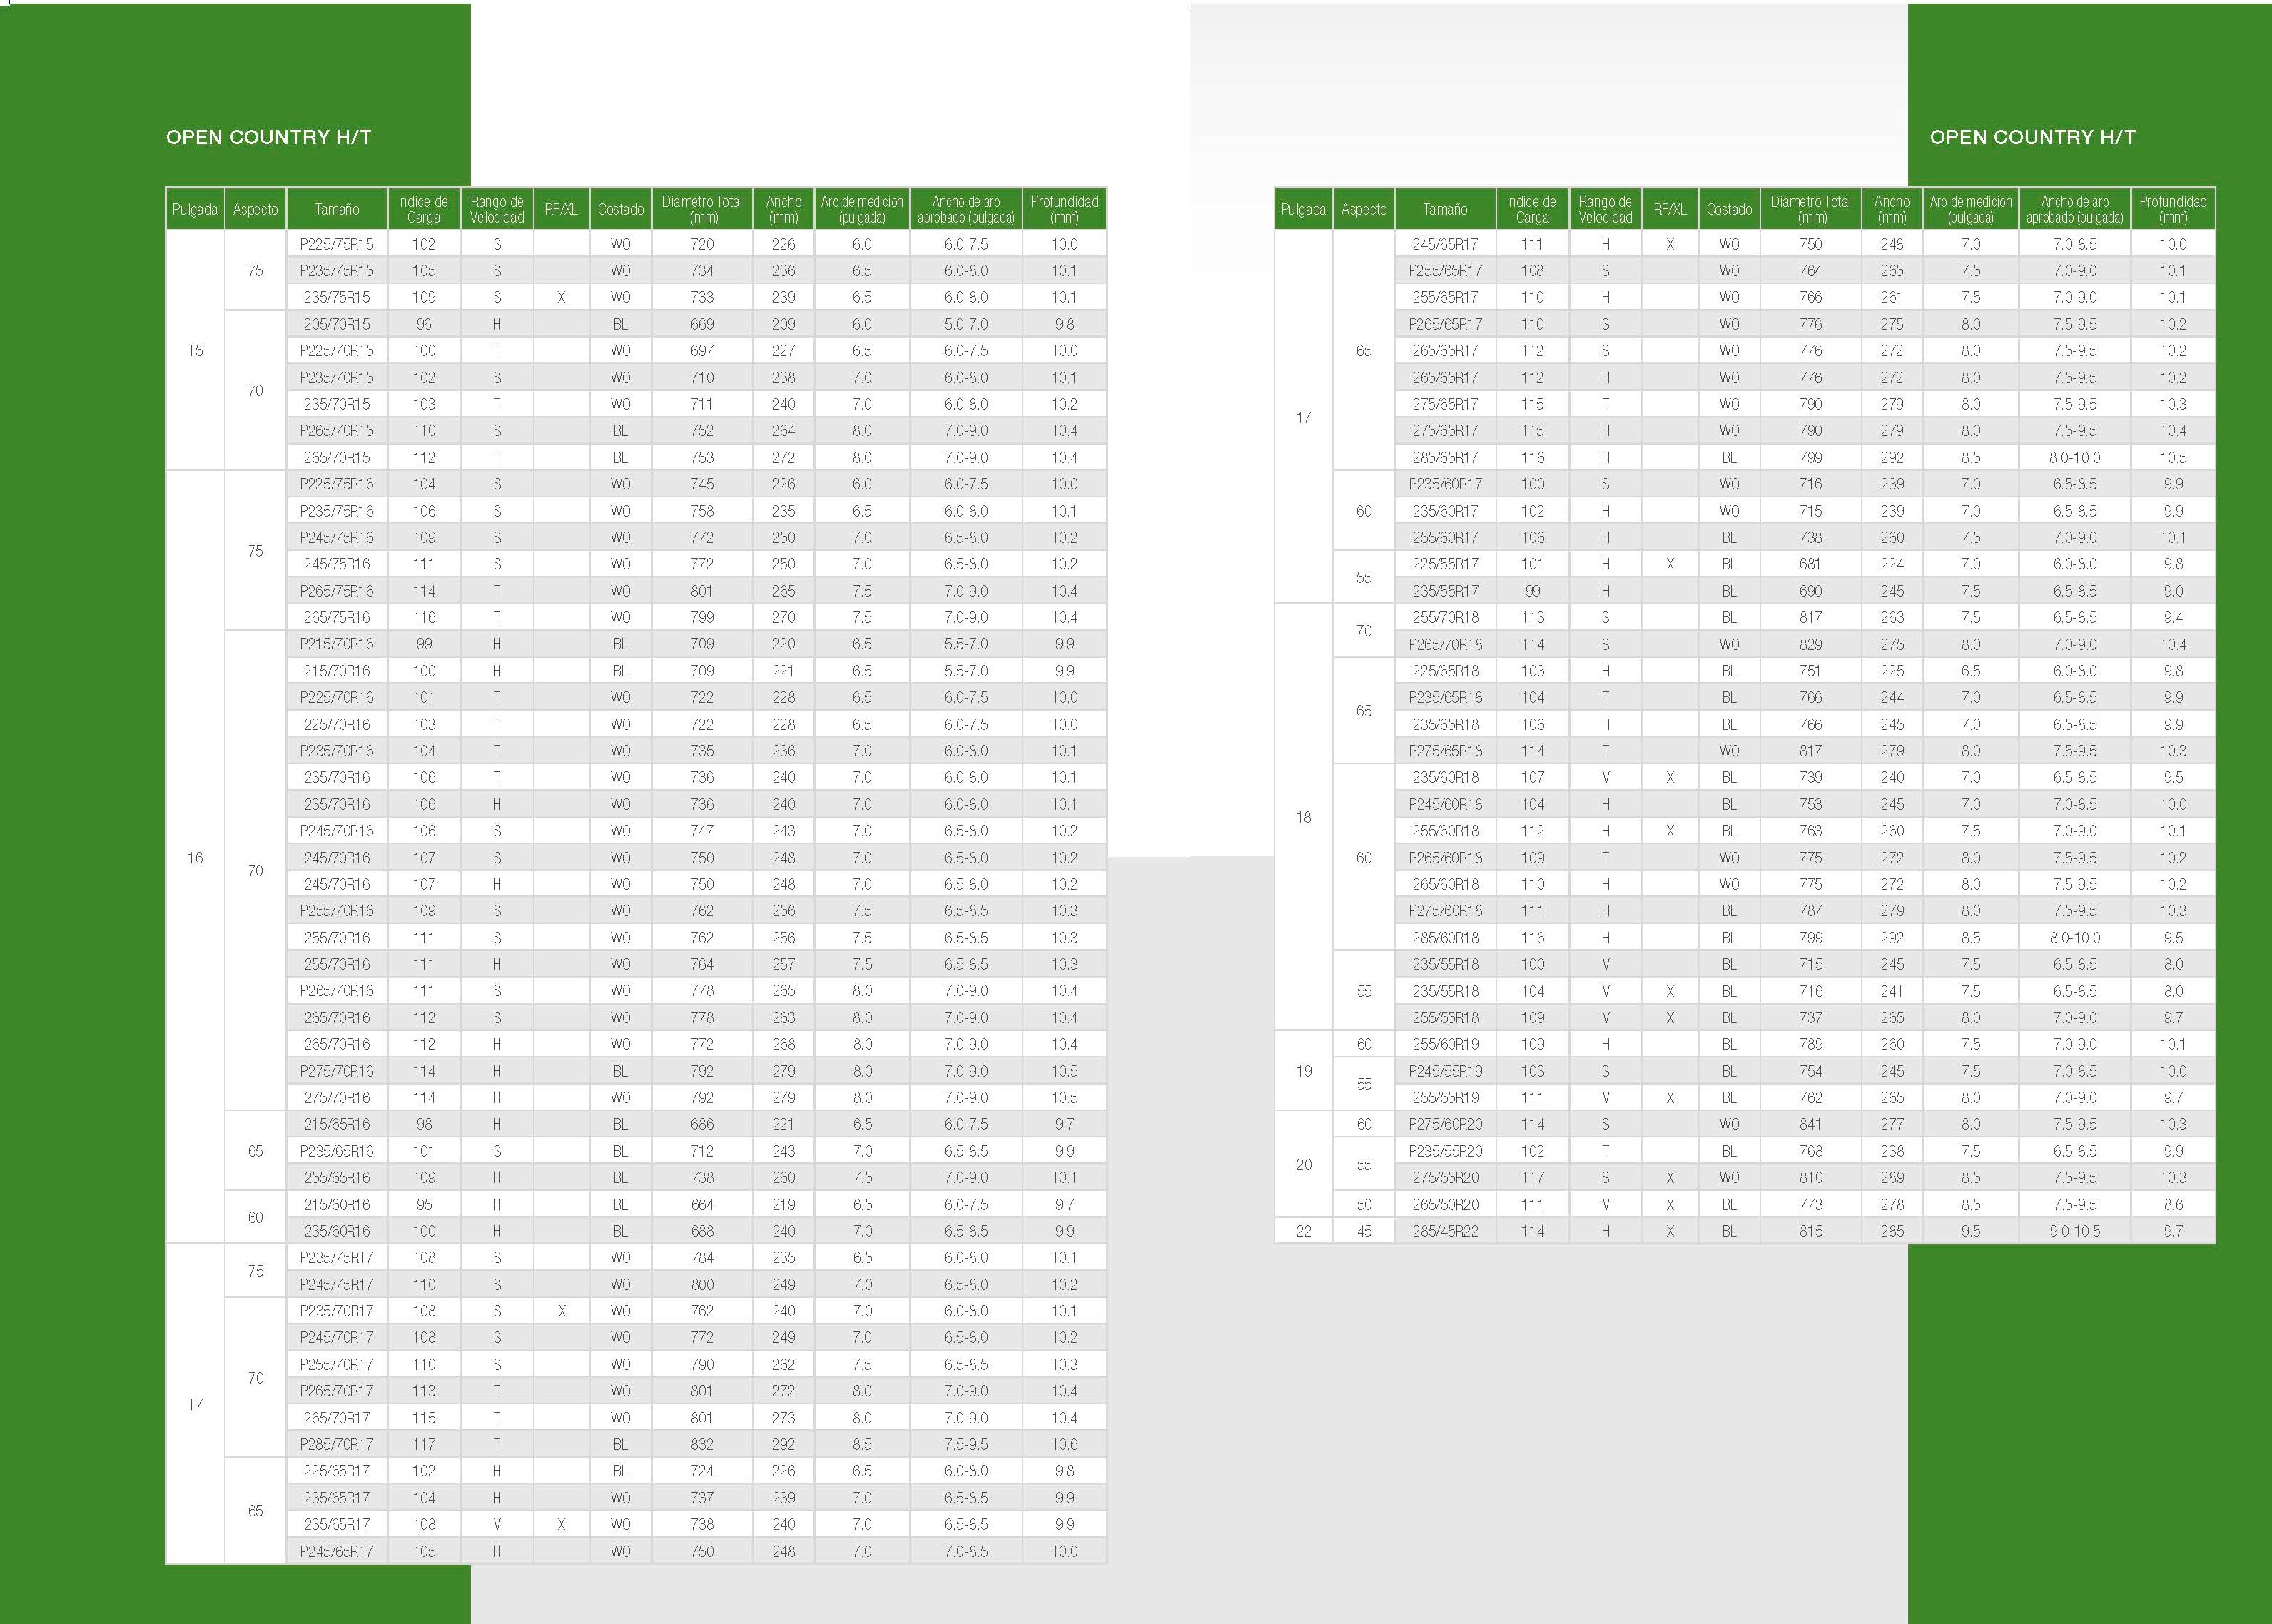 OPEN COUNTRY H/T
Pulgada Aspecto Tamaño ndice de Carga Rango de Velocidad RF/XL Costado Diametro Total (mm) Ancho (mm) Aro de medicion (pulgada) Ancho de aro aprobado (pulgada) Profundidad (mm)
15 75 P225/75R15 102 S WO 720 226 6.0 6.0-7.5 10.0
P235/75R15 105 S WO 734 236 6.5 6.0-8.0 10.1
235/75R15 109 S X WO 733 239 6.5 6.0-8.0 10.1
70 205/70R15 96 H BL 669 209 6.0 5.0-7.0 9.8
P225/70R15 100 T WO 697 227 6.5 6.0-7.5 10.0
P235/70R15 102 S WO 710 238 7.0 6.0-8.0 10.1
235/70R15 103 T WO 711 240 7.0 6.0-8.0 10.2
P265/70R15 110 S BL 752 264 8.0 7.0-9.0 10.4
265/70R15 112 T BL 753 272 8.0 7.0-9.0 10.4
16 75 P225/75R16 104 S WO 745 226 6.0 6.0-7.5 10.0
P235/75R16 106 S WO 758 235 6.5 6.0-8.0 10.1
P245/75R16 109 S WO 772 250 7.0 6.5-8.0 10.2
245/75R16 111 S WO 772 250 7.0 6.5-8.0 10.2
P265/75R16 114 T WO 801 265 7.5 7.0-9.0 10.4
265/75R16 116 T WO 799 270 7.5 7.0-9.0 10.4
70 P215/70R16 99 H BL 709 220 6.5 5.5-7.0 9.9
215/70R16 100 H BL 709 221 6.5 5.5-7.0 9.9
P225/70R16 101 T WO 722 228 6.5 6.0-7.5 10.0
225/70R16 103 T WO 722 228 6.5 6.0-7.5 10.0
P235/70R16 104 T WO 735 236 7.0 6.0-8.0 10.1
235/70R16 106 T WO 736 240 7.0 6.0-8.0 10.1
235/70R16 106 H WO 736 240 7.0 6.0-8.0 10.1
P245/70R16 106 S WO 747 243 7.0 6.5-8.0 10.2
245/70R16 107 S WO 750 248 7.0 6.5-8.0 10.2
245/70R16 107 H WO 750 248 7.0 6.5-8.0 10.2
P255/70R16 109 S WO 762 256 7.5 6.5-8.5 10.3
255/70R16 111 S WO 762 256 7.5 6.5-8.5 10.3
255/70R16 111 H WO 764 257 7.5 6.5-8.5 10.3
P265/70R16 111 S WO 778 265 8.0 7.0-9.0 10.4
265/70R16 112 S WO 778 263 8.0 7.0-9.0 10.4
265/70R16 112 H WO 772 268 8.0 7.0-9.0 10.4
P275/70R16 114 H BL 792 279 8.0 7.0-9.0 10.5
275/70R16 114 H WO 792 279 8.0 7.0-9.0 10.5
65 215/65R16 98 H BL 686 221 6.5 6.0-7.5 9.7
P235/65R16 101 S BL 712 243 7.0 6.5-8.5 9.9
255/65R16 109 H BL 738 260 7.5 7.0-9.0 10.1
60 215/60R16 95 H BL 664 219 6.5 6.0-7.5 9.7
235/60R16 100 H BL 688 240 7.0 6.5-8.5 9.9
17 75 P235/75R17 108 S WO 784 235 6.5 6.0-8.0 10.1
P245/75R17 110 S WO 800 249 7.0 6.5-8.0 10.2
70 P235/70R17 108 S X WO 762 240 7.0 6.0-8.0 10.1
P245/70R17 108 S WO 772 249 7.0 6.5-8.0 10.2
P255/70R17 110 S WO 790 262 7.5 6.5-8.5 10.3
P265/70R17 113 T WO 801 272 8.0 7.0-9.0 10.4
265/70R17 115 T WO 801 273 8.0 7.0-9.0 10.4
P285/70R17 117 T BL 832 292 8.5 7.5-9.5 10.6
65 225/65R17 102 H BL 724 226 6.5 6.0-8.0 9.8
235/65R17 104 H WO 737 239 7.0 6.5-8.5 9.9
235/65R17 108 V X WO 738 240 7.0 6.5-8.5 9.9
P245/65R17 105 H WO 750 248 7.0 7.0-8.5 10.0
OPEN COUNTRY H/T
Pulgada Aspecto Tamaño ndice de Carga Rango de Velocidad RF/XL Costado Diametro Total (mm) Ancho (mm) Aro de medicion (pulgada) Ancho de aro aprobado (pulgada) Profundidad (mm)
17 65 245/65R17 111 H X WO 750 248 7.0 7.0-8.5 10.0
P255/65R17 108 S WO 764 265 7.5 7.0-9.0 10.1
255/65R17 110 H WO 766 261 7.5 7.0-9.0 10.1
P265/65R17 110 S WO 776 275 8.0 7.5-9.5 10.2
265/65R17 112 S WO 776 272 8.0 7.5-9.5 10.2
265/65R17 112 H WO 776 272 8.0 7.5-9.5 10.2
275/65R17 115 T WO 790 279 8.0 7.5-9.5 10.3
275/65R17 115 H WO 790 279 8.0 7.5-9.5 10.4
285/65R17 116 H BL 799 292 8.5 8.0-10.0 10.5
60 P235/60R17 100 S WO 716 239 7.0 6.5-8.5 9.9
235/60R17 102 H WO 715 239 7.0 6.5-8.5 9.9
255/60R17 106 H BL 738 260 7.5 7.0-9.0 10.1
55 225/55R17 101 H X BL 681 224 7.0 6.0-8.0 9.8
235/55R17 99 H BL 690 245 7.5 6.5-8.5 9.0
18 70 255/70R18 113 S BL 817 263 7.5 6.5-8.5 9.4
P265/70R18 114 S WO 829 275 8.0 7.0-9.0 10.4
65 225/65R18 103 H BL 751 225 6.5 6.0-8.0 9.8
P235/65R18 104 T BL 766 244 7.0 6.5-8.5 9.9
235/65R18 106 H BL 766 245 7.0 6.5-8.5 9.9
P275/65R18 114 T WO 817 279 8.0 7.5-9.5 10.3
60 235/60R18 107 V X BL 739 240 7.0 6.5-8.5 9.5
P245/60R18 104 H BL 753 245 7.0 7.0-8.5 10.0
255/60R18 112 H X BL 763 260 7.5 7.0-9.0 10.1
P265/60R18 109 T WO 775 272 8.0 7.5-9.5 10.2
265/60R18 110 H WO 775 272 8.0 7.5-9.5 10.2
P275/60R18 111 H BL 787 279 8.0 7.5-9.5 10.3
285/60R18 116 H BL 799 292 8.5 8.0-10.0 9.5
55 235/55R18 100 V BL 715 245 7.5 6.5-8.5 8.0
235/55R18 104 V X BL 716 241 7.5 6.5-8.5 8.0
255/55R18 109 V X BL 737 265 8.0 7.0-9.0 9.7
19 60 255/60R19 109 H BL 789 260 7.5 7.0-9.0 10.1
55 P245/55R19 103 S BL 754 245 7.5 7.0-8.5 10.0
255/55R19 111 V X BL 762 265 8.0 7.0-9.0 9.7
20 60 P275/60R20 114 S WO 841 277 8.0 7.5-9.5 10.3
55 P235/55R20 102 T BL 768 238 7.5 6.5-8.5 9.9
275/55R20 117 S X WO 810 289 8.5 7.5-9.5 10.3
50 265/50R20 111 V X BL 773 278 8.5 7.5-9.5 8.6
22 45 285/45R22 114 H X BL 815 285 9.5 9.0-10.5 9.7